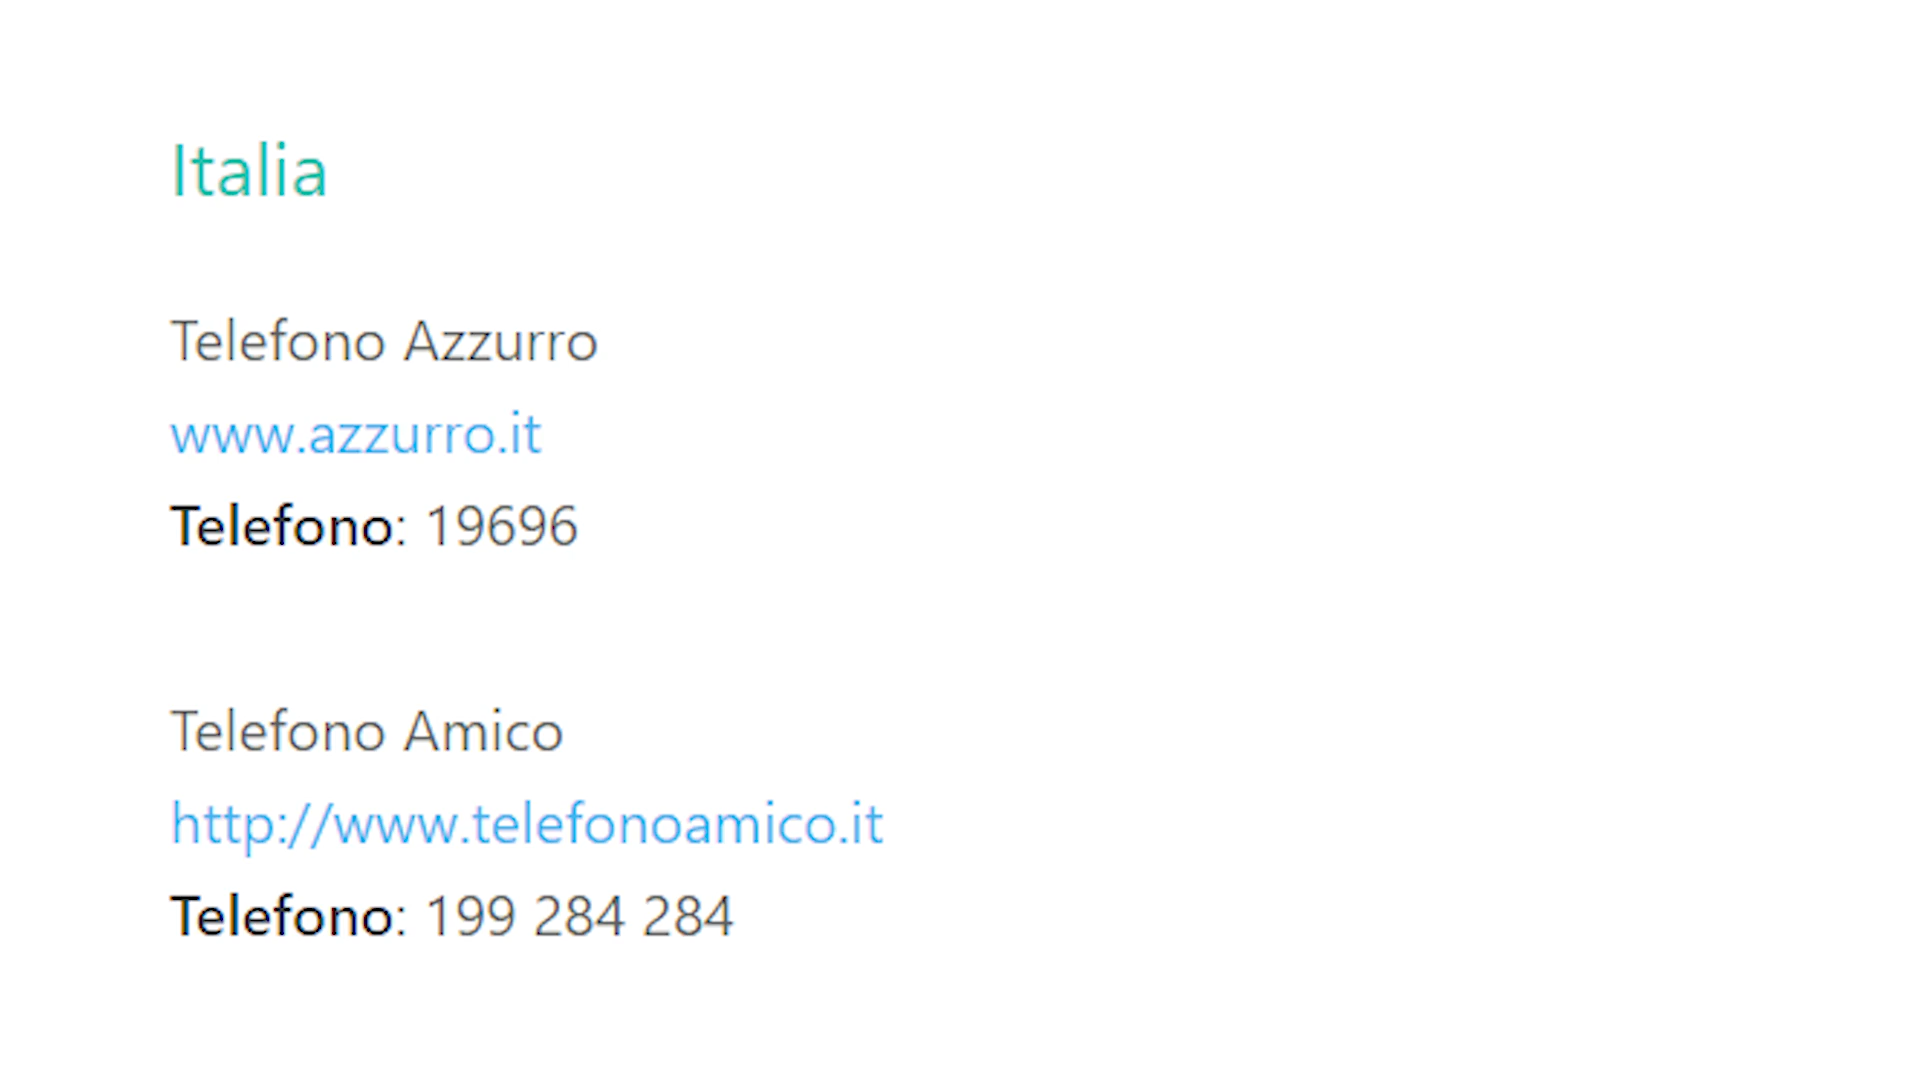 Italia
Telefono Azzurro
www.azzurro.it
Telefono: 19696
Telefono Amico
http://www.telefonoamico.it
Telefono: 199 284 284